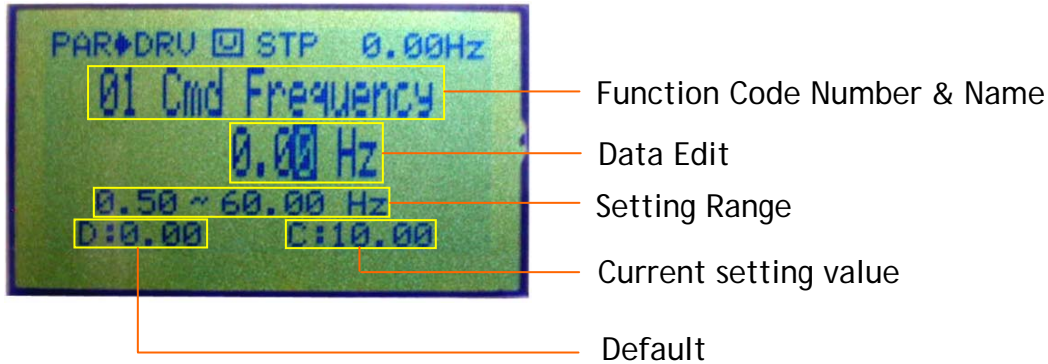 PAR➧DRV U STP 0.00Hz
01 Cmd Frequency
0.00 Hz
0.50 ~ 60.00 Hz
D:0.00 C:10.00
Function Code Number & Name
Data Edit
Setting Range
Current setting value
Default